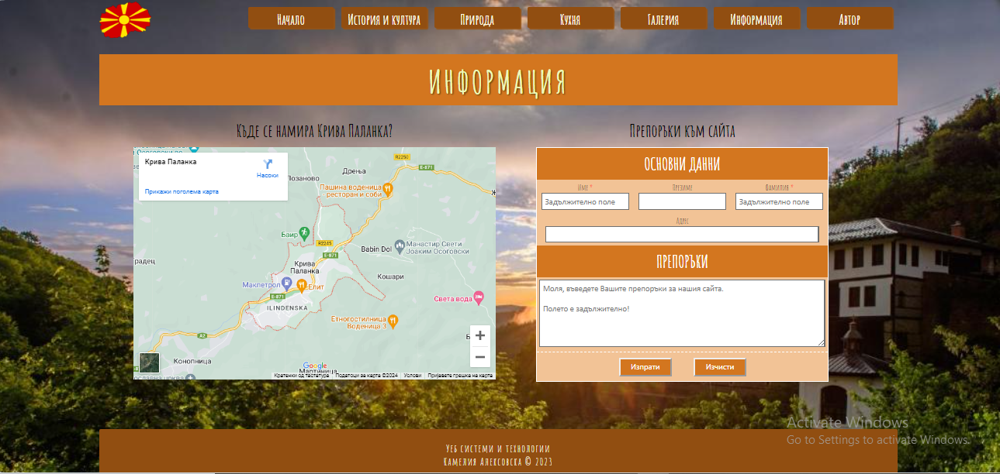 Начало
История и култура
Природа
Кухня
Галерия
Информация
Автор
ИНФОРМАЦИЯ
Къде се намира Крива Паланка?
Препоръки към сайта
Крива Паланка
Насоки
Прикажи поголема карта
R2250
E-871
Дрења
Лозаново
Пашина воденица
- ресторан и соби
Баир
R2245
E-871
Babin Dol
Манастир Свети
Јоаким Осоговски
Крива
Паланка
Кошари
Макпетрол
Елит
E-871
ILINDENSKA
Света вода
Етногостилница
Воденица 3
A2
Конопница
Google
Мартиница
Кратенки од тастатура
Податоци за карта ©2024
Услови
Пријавете грешка на карта
ОСНОВНИ ДАННИ
Име *
Презиме
Фамилия *
Задължително поле
Задължително поле
Адрес
ПРЕПОРЪКИ
Моля, въведете Вашите препоръки за нашия сайта.
Полето е задължително!
Изпрати
Изчисти
Activate Windows
Go to Settings to activate Windows.
Уеб системи и технологии
Камелия Алексовска © 2023